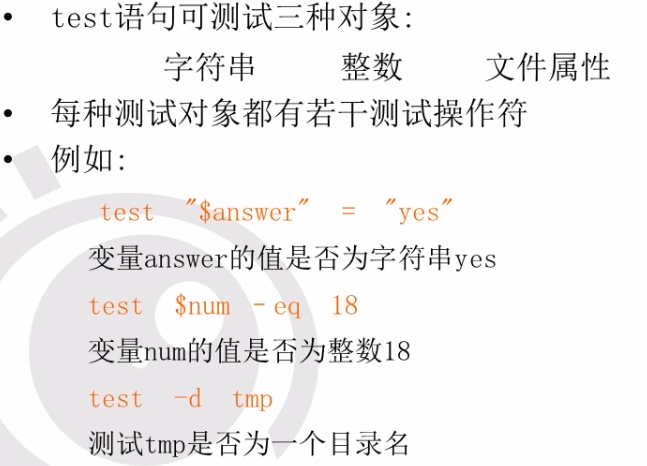 • test语句可测试三种对象:
字符串 整数 文件属性
• 每种测试对象都有若干测试操作符
• 例如:
test "$answer" = "yes"
变量answer的值是否为字符串yes
test $num –eq 18
变量num的值是否为整数18
test -d tmp
测试tmp是否为一个目录名